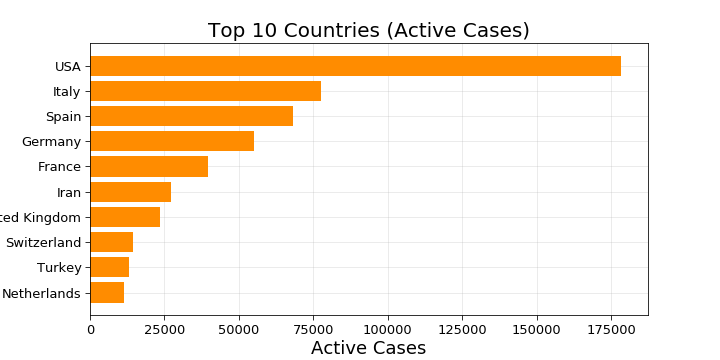 Top 10 Countries (Active Cases)
USA
Italy
Spain
Germany
France
Iran
ted Kingdom
Switzerland
Turkey
Netherlands
0 25000 50000 75000 100000 125000 150000 175000
Active Cases